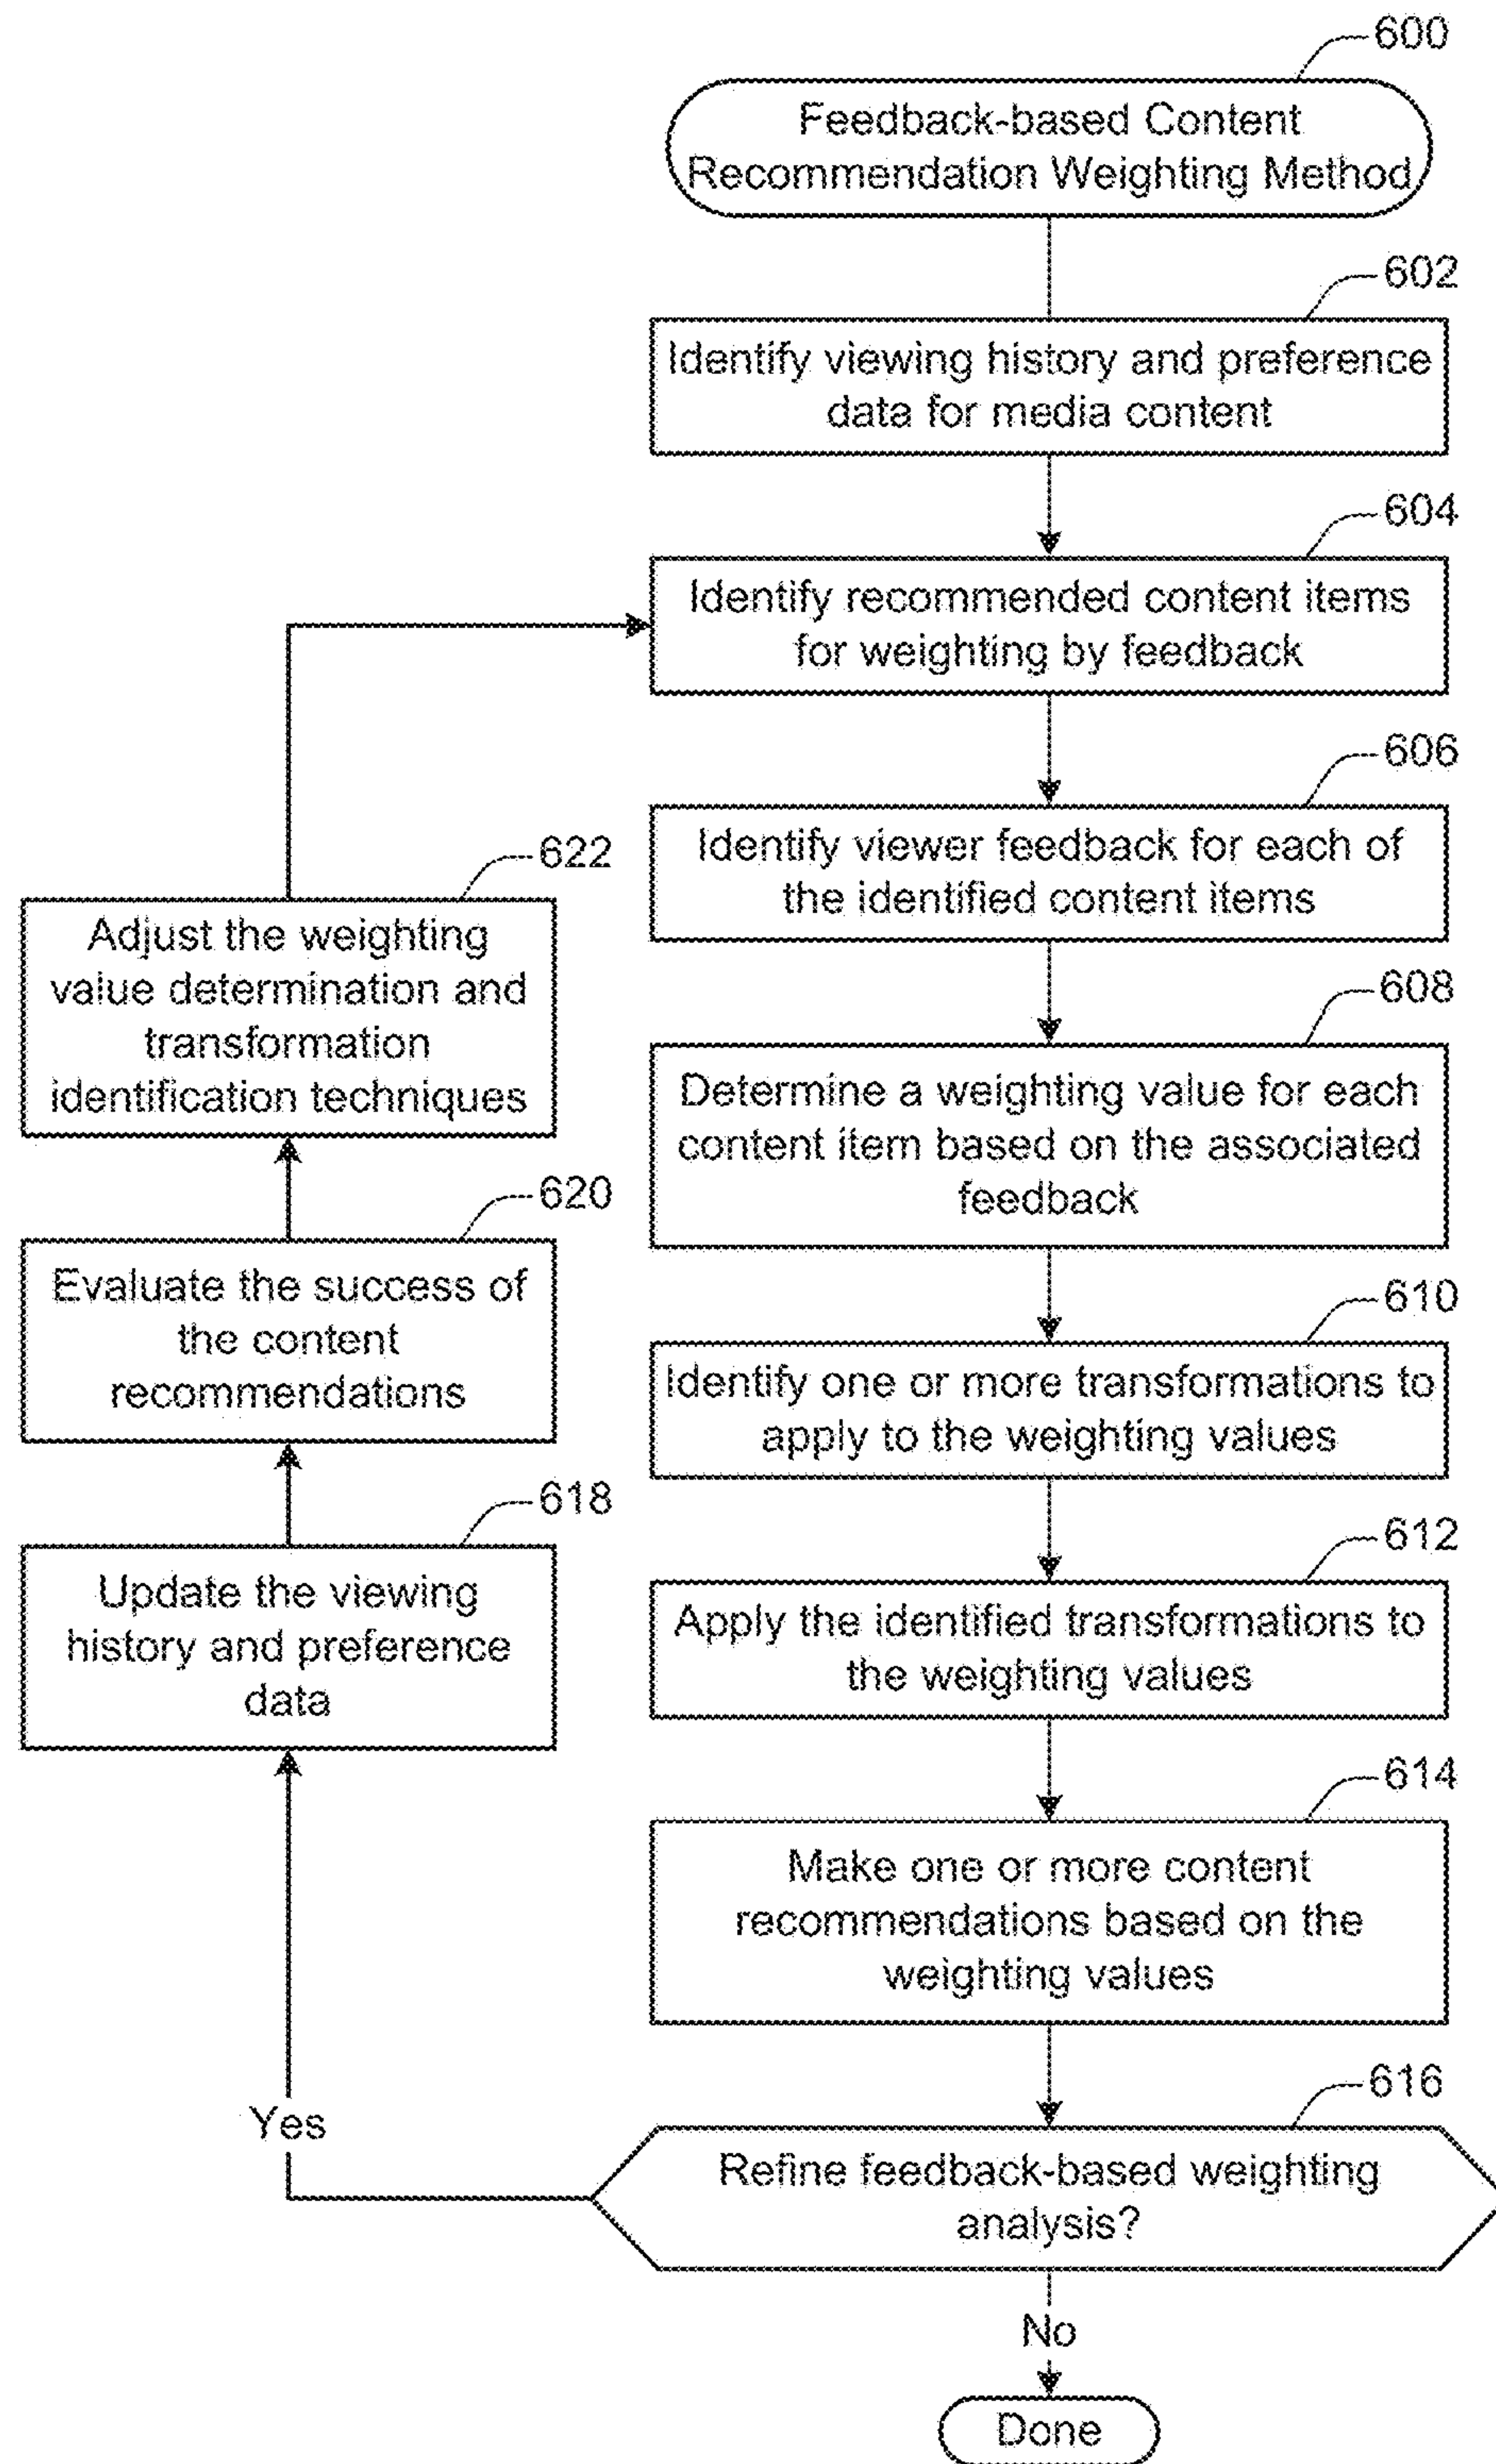 600
Feedback-based Content
Recommendation Weighting Method
602
Identify viewing history and preference
data for media content
604
Identify recommended content items
for weighting by feedback
606
Identify viewer feedback for each of
the identified content items
608
Determine a weighting value for each
content item based on the associated
feedback
610
Identify one or more transformations to
apply to the weighting values
612
Apply the identified transformations to
the weighting values
614
Make one or more content
recommendations based on the
weighting values
616
Refine feedback-based weighting
analysis?
No
Done
Yes
618
Update the viewing
history and preference
data
620
Evaluate the success of
the content
recommendations
622
Adjust the weighting
value determination and
transformation
identification techniques